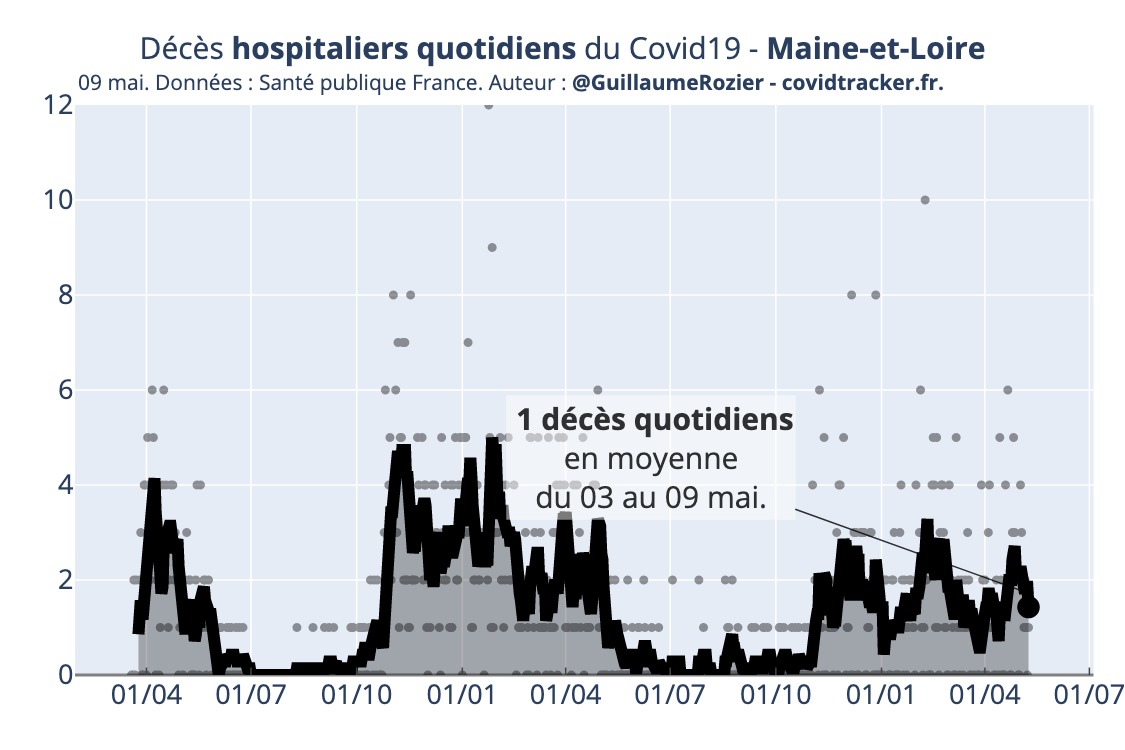 Décès hospitaliers quotidiens du Covid19 - Maine-et-Loire
09 mai. Données : Santé publique France. Auteur : @GuillaumeRozier - covidtracker.fr.
12
10
8
6
1 décès quotidiens
en moyenne
4
du 03 au 09 mai.
2
0
01/04 01/07 01/10 01/01 01/04 01/07 01/10 01/01 01/04 01/07